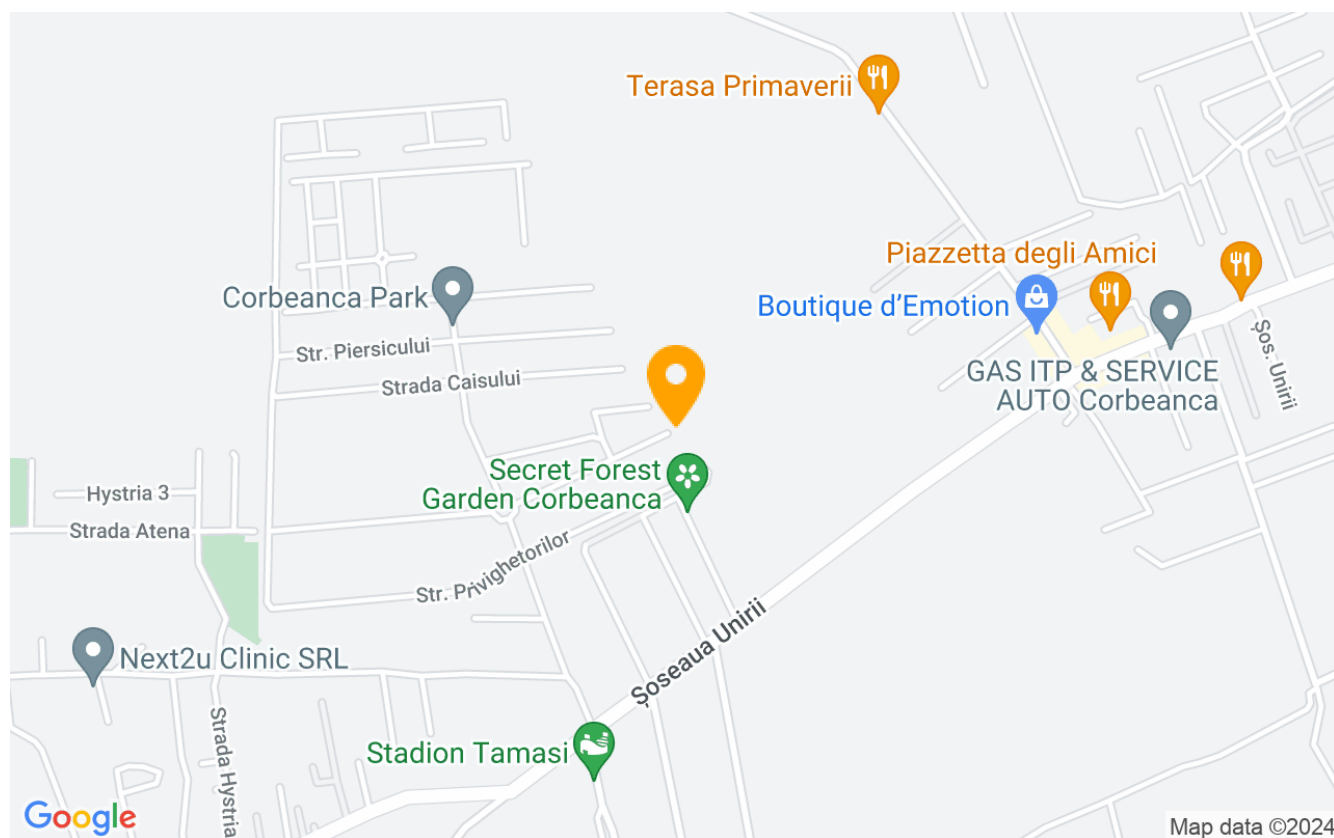 Terasa Primaverii
Piazzetta degli Amici
Corbeanca Park
Boutique d'Emotion
Str. Piersicului
Șos. Unirii
GAS ITP & SERVICE
AUTO Corbeanca
Strada Caisului
Secret Forest
Garden Corbeanca
Hystria 3
Strada Atena
Str. Privighetorilor
Șoseaua Unirii
Next2u Clinic SRL
Strada Hystria
Stadion Tamasi
Google
Map data ©2024